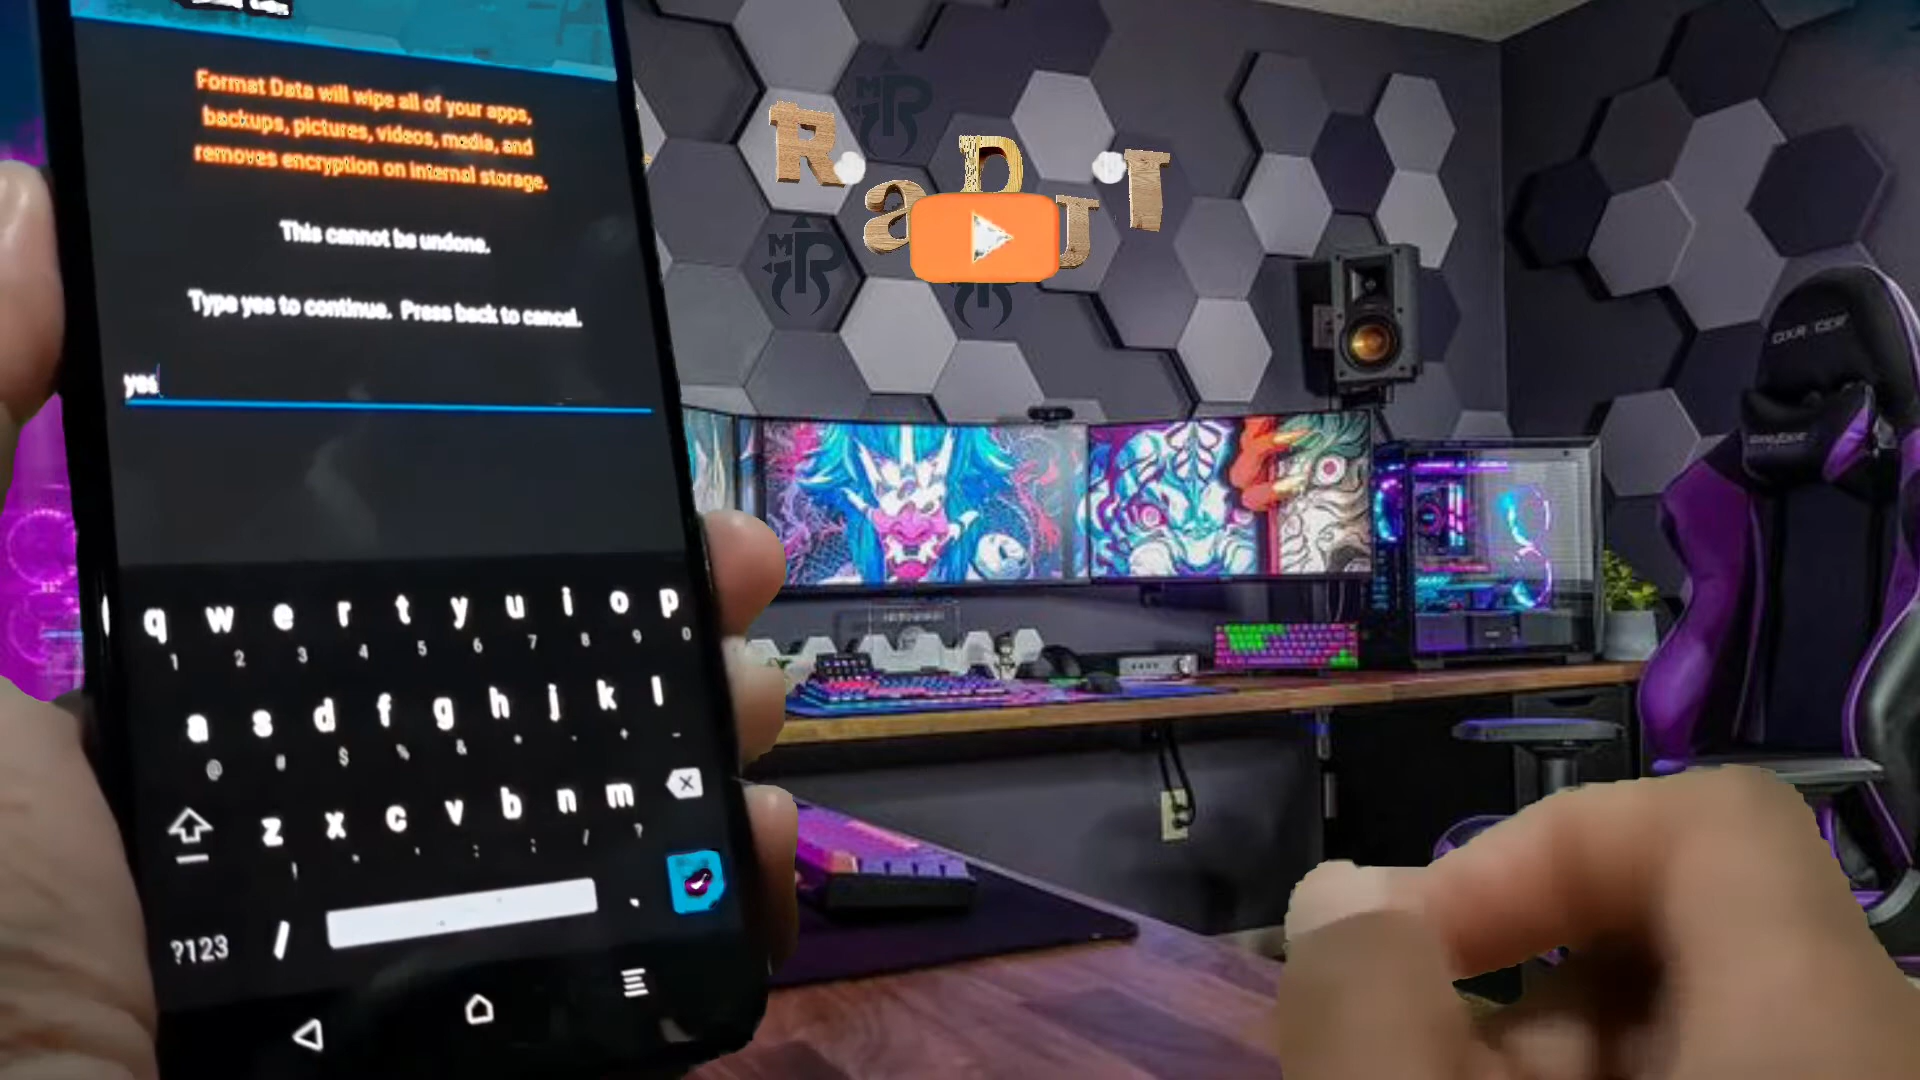 Format Data will wipe all of your apps,
backups, pictures, videos, media, and
removes encryption on internal storage.
This cannot be undone.
Type yes to continue. Press back to cancel.
yes
q w e r t y u i o p
1 2 3 4 5 6 7 8 9 0
a s d f g h j k l
@ # $ % & * - + -
z x c v b n m
?123 / .
R a D J T
MR
MR